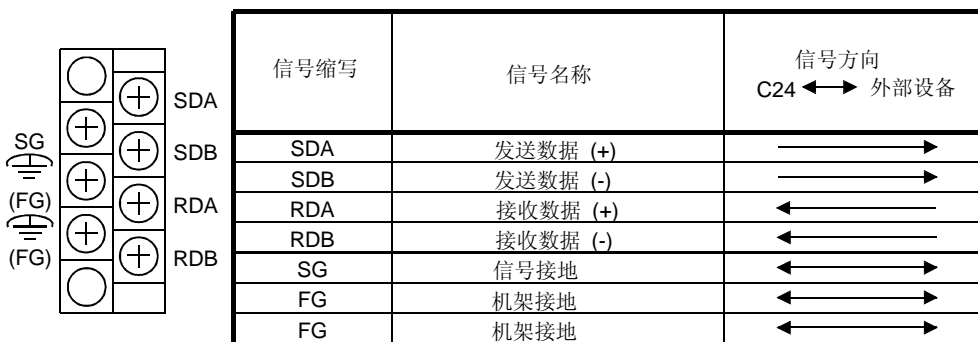 SDA
SDB
RDA
RDB
SG
(FG)
(FG)
信号缩写
信号名称
信号方向
C24 外部设备
SDA 发送数据 (+)
SDB 发送数据 (-)
RDA 接收数据 (+)
RDB 接收数据 (-)
SG 信号接地
FG 机架接地
FG 机架接地